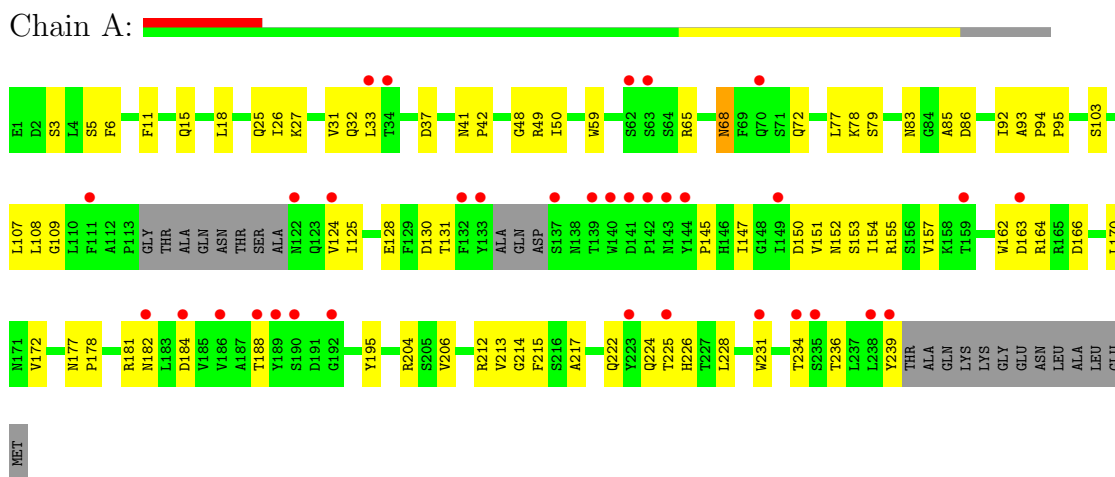 Chain A:
E1 D2 S3 L4 S5 F6 F11 Q15 L18 Q25 I26 K27 V31 Q32 L33 T34 D37 N41 P42 G48 R49 I50 W59 S62 S63 S64 R65 N68 F69 Q70 S71 Q72 L77 K78 S79 N83 G84 A85 D86 I92 A93 P94 P95 S103
L107 L108 G109 L110 F111 A112 P113 GLY THR ALA GLN ASN THR SER ALA N122 Q123 V124 I125 E128 F129 D130 T131 F132 Y133 ALA GLN ASP S137 N138 T139 W140 D141 P142 N143 Y144 P145 H146 I147 G148 I149 D150 V151 N152 S153 I154 R155 S156 V157 K158 T159 W162 D163 R164 R165 D166 L170
N171 V172 N177 P178 R181 N182 L183 D184 V185 V186 A187 T188 Y189 S190 D191 G192 Y195 R204 S205 V206 R212 V213 G214 F215 S216 A217 Q222 Y223 Q224 T225 H226 T227 L228 W231 T234 S235 T236 L237 L238 Y239 THR ALA GLN LYS LYS GLY GLU ASN LEU ALA LEU GLU
MET